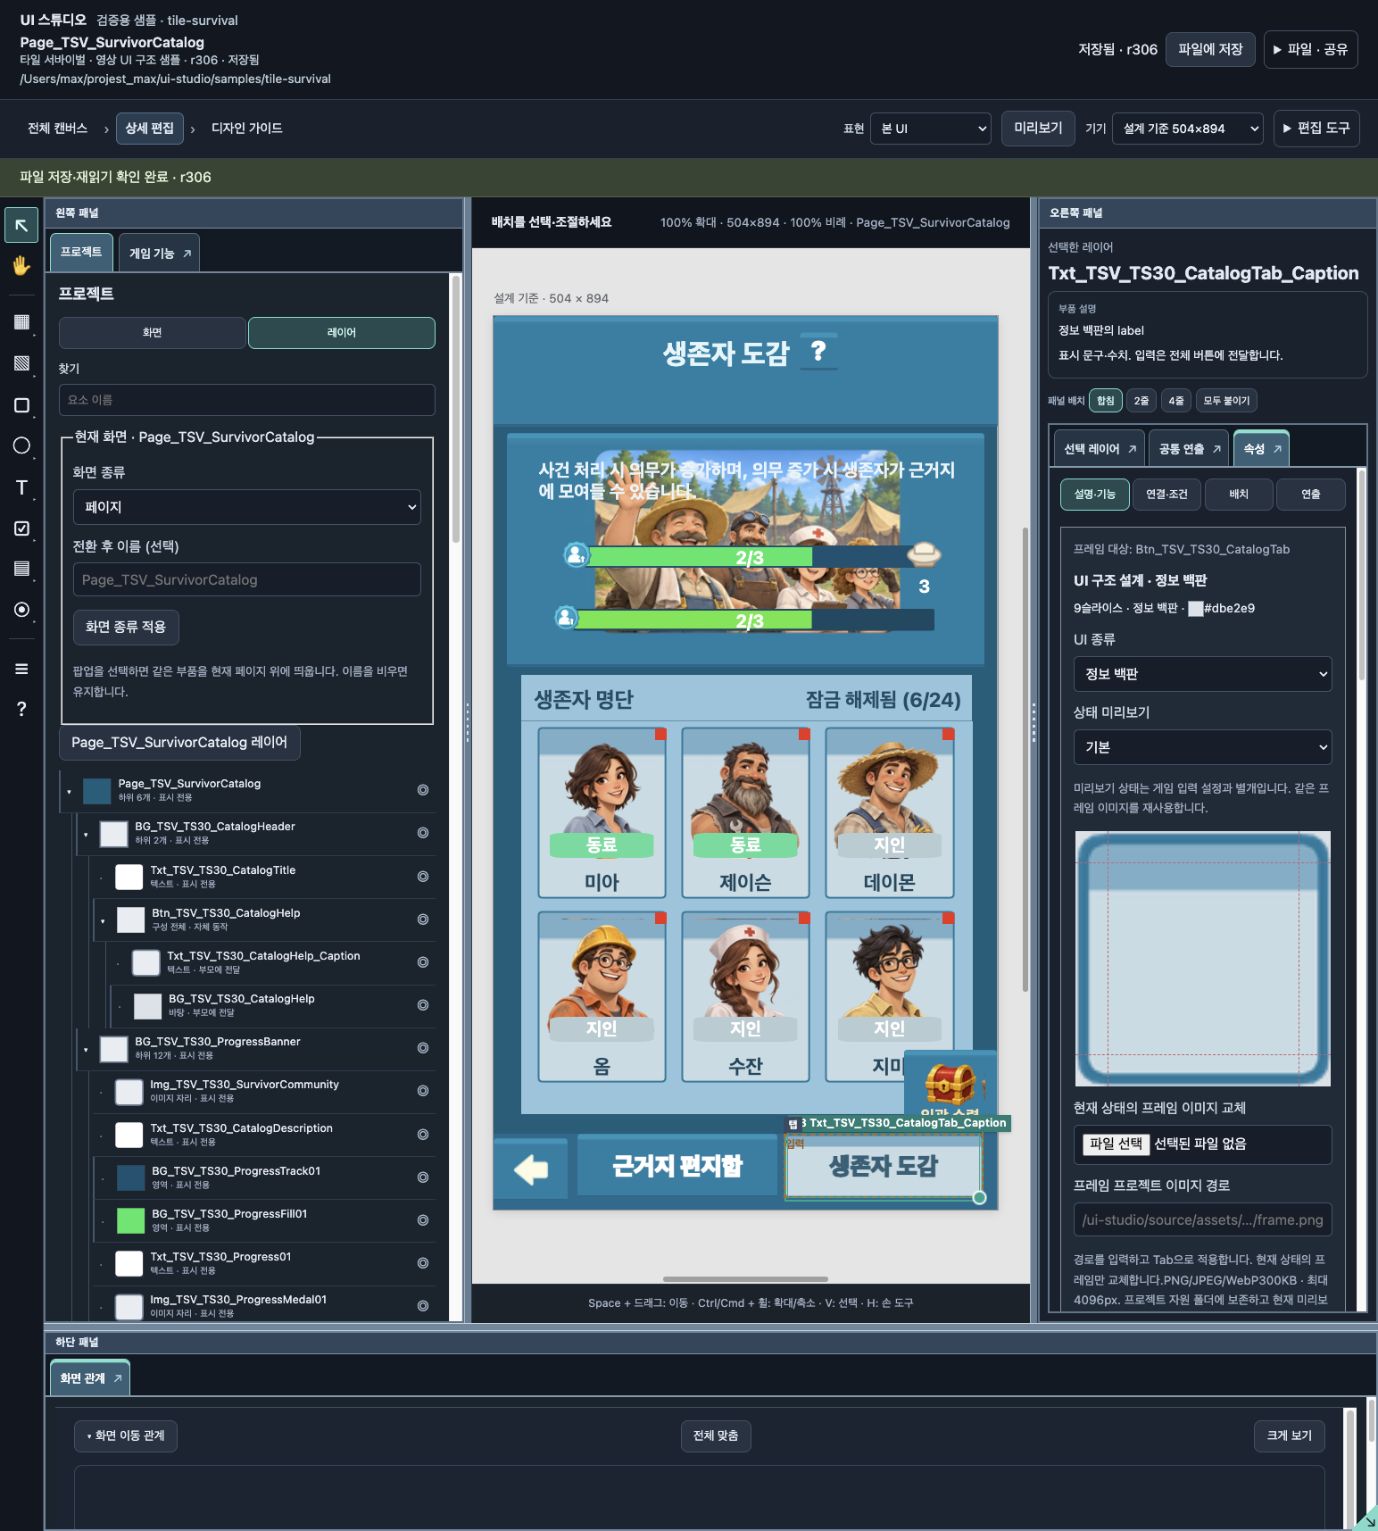 UI 스튜디오 검증용 샘플 · tile-survival
Page_TSV_SurvivorCatalog
타일 서바이벌 · 영상 UI 구조 샘플 · r306 · 저장됨
/Users/max/projest_max/ui-studio/samples/tile-survival
저장됨 · r306
파일에 저장
▶ 파일 · 공유
전체 캔버스 › 상세 편집 › 디자인 가이드
표현 본 UI
미리보기
기기 설계 기준 504×894
▶ 편집 도구
파일 저장·재읽기 확인 완료 · r306
왼쪽 패널
프로젝트
게임 기능 ↗
프로젝트
화면
레이어
찾기
요소 이름
현재 화면 · Page_TSV_SurvivorCatalog
화면 종류
페이지
전환 후 이름 (선택)
Page_TSV_SurvivorCatalog
화면 종류 적용
팝업을 선택하면 같은 부품을 현재 페이지 위에 띄웁니다. 이름을 비우면
유지합니다.
Page_TSV_SurvivorCatalog 레이어
Page_TSV_SurvivorCatalog
하위 6개 · 표시 전용
BG_TSV_TS30_CatalogHeader
하위 2개 · 표시 전용
Txt_TSV_TS30_CatalogTitle
텍스트 · 표시 전용
Btn_TSV_TS30_CatalogHelp
구성 전체 · 자체 동작
Txt_TSV_TS30_CatalogHelp_Caption
텍스트 · 부모에 전달
BG_TSV_TS30_CatalogHelp
바탕 · 부모에 전달
BG_TSV_TS30_ProgressBanner
하위 12개 · 표시 전용
Img_TSV_TS30_SurvivorCommunity
이미지 자리 · 표시 전용
Txt_TSV_TS30_CatalogDescription
텍스트 · 표시 전용
BG_TSV_TS30_ProgressTrack01
영역 · 표시 전용
BG_TSV_TS30_ProgressFill01
영역 · 표시 전용
Txt_TSV_TS30_Progress01
텍스트 · 표시 전용
Img_TSV_TS30_ProgressMedal01
이미지 자리 · 표시 전용
배치를 선택·조절하세요
100% 확대 · 504×894 · 100% 비례 · Page_TSV_SurvivorCatalog
설계 기준 · 504 × 894
생존자 도감 ?
사건 처리 시 의무가 증가하며, 의무 증가 시 생존자가 근거지
에 모여들 수 있습니다.
2/3
3
2/3
생존자 명단
잠금 해제됨 (6/24)
동료
동료
지인
미아
제이슨
데이몬
지인
지인
지인
옴
수잔
탭
Txt_TSV_TS30_CatalogTab_Caption
입력
근거지 편지함
생존자 도감
Space + 드래그: 이동 · Ctrl/Cmd + 휠: 확대/축소 · V: 선택 · H: 손 도구
오른쪽 패널
선택한 레이어
Txt_TSV_TS30_CatalogTab_Caption
부품 설명
정보 백판의 label
표시 문구·수치. 입력은 전체 버튼에 전달합니다.
패널 배치 합침 2줄 4줄 모두 붙이기
선택 레이어 ↗
공통 연출 ↗
속성 ↗
설명·기능
연결·조건
배치
연출
프레임 대상: Btn_TSV_TS30_CatalogTab
UI 구조 설계 · 정보 백판
9슬라이스 · 정보 백판 · #dbe2e9
UI 종류
정보 백판
상태 미리보기
기본
미리보기 상태는 게임 입력 설정과 별개입니다. 같은 프
레임 이미지를 재사용합니다.
현재 상태의 프레임 이미지 교체
파일 선택 선택된 파일 없음
프레임 프로젝트 이미지 경로
/ui-studio/source/assets/…/frame.png
경로를 입력하고 Tab으로 적용합니다. 현재 상태의 프
레임만 교체합니다.PNG/JPEG/WebP300KB · 최대
4096px. 프로젝트 자원 폴더에 보존하고 현재 미리보
하단 패널
화면 관계 ↗
▾ 화면 이동 관계
전체 맞춤
크게 보기
T
?